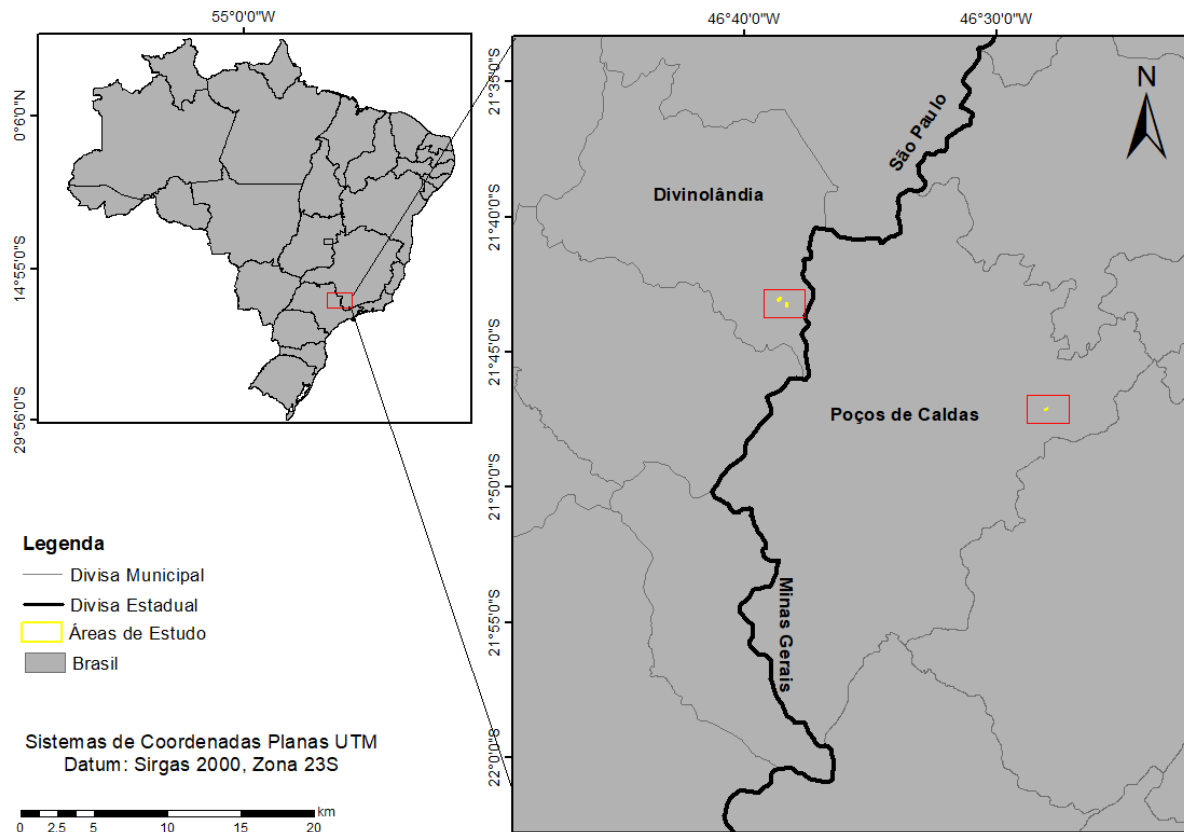 55°0'0"W
46°40'0"W
46°30'0"W
0°6'0"N
14°55'0"S
29°56'0"S
21°35'0"S
21°40'0"S
21°45'0"S
21°50'0"S
21°55'0"S
22°0'0"S
N
São Paulo
Divinolândia
Poços de Caldas
Minas Gerais
Legenda
Divisa Municipal
Divisa Estadual
Áreas de Estudo
Brasil
Sistemas de Coordenadas Planas UTM
Datum: Sirgas 2000, Zona 23S
km
0 2.5 5 10 15 20